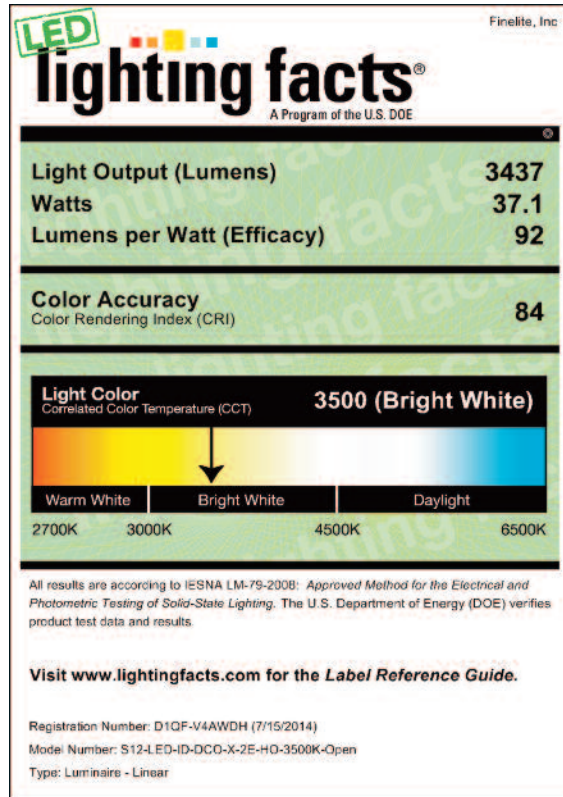 Finelite, Inc
LED
lighting facts®
A Program of the U.S. DOE
Light Output (Lumens) 3437
Watts 37.1
Lumens per Watt (Efficacy) 92
Color Accuracy 84
Color Rendering Index (CRI)
Light Color 3500 (Bright White)
Correlated Color Temperature (CCT)
Warm White Bright White Daylight
2700K 3000K 4500K 6500K
All results are according to IESNA LM-79-2008: Approved Method for the Electrical and
Photometric Testing of Solid-State Lighting. The U.S. Department of Energy (DOE) verifies
product test data and results.
Visit www.lightingfacts.com for the Label Reference Guide.
Registration Number: D1QF-V4AWDH (7/15/2014)
Model Number: S12-LED-ID-DCO-X-2E-HO-3500K-Open
Type: Luminaire - Linear